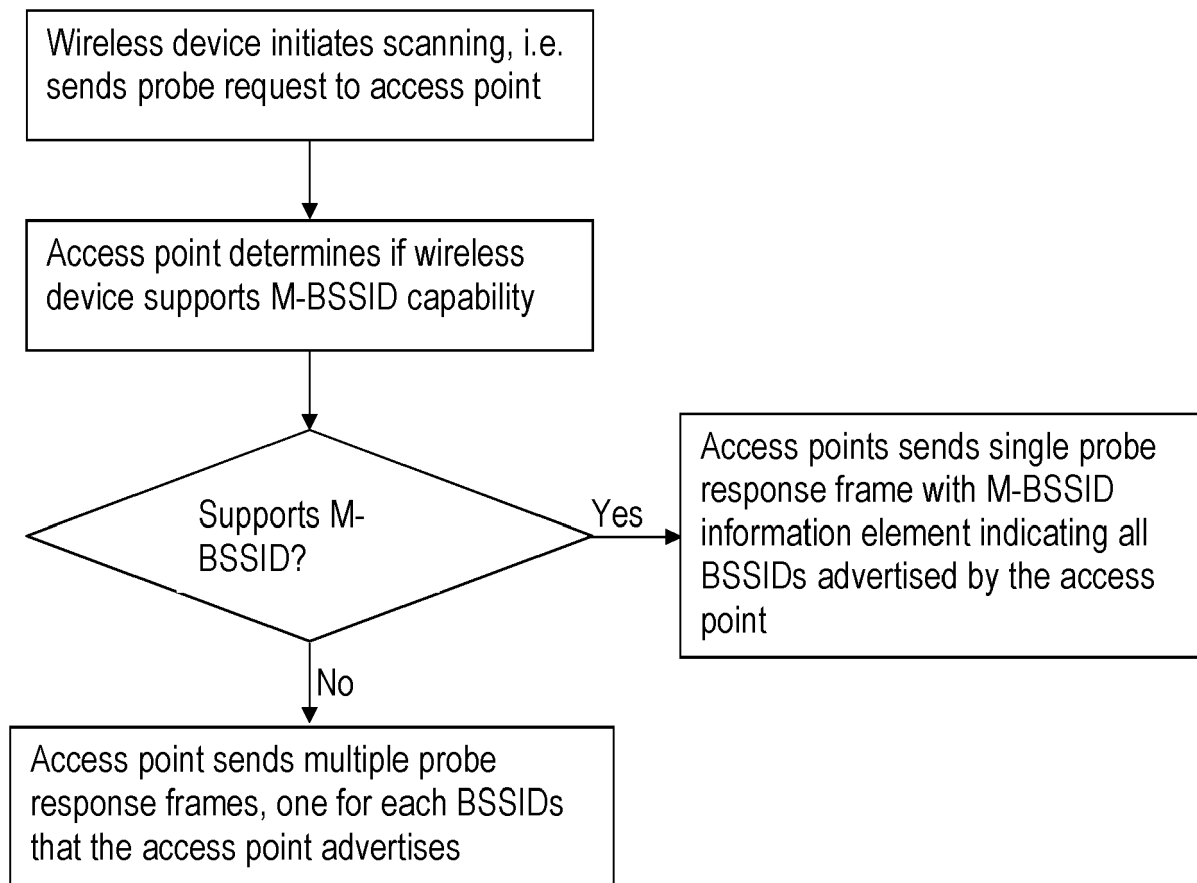 Wireless device initiates scanning, i.e.
sends probe request to access point
Access point determines if wireless
device supports M-BSSID capability
Supports M-
BSSID?
Yes
Access points sends single probe
response frame with M-BSSID
information element indicating all
BSSIDs advertised by the access
point
No
Access point sends multiple probe
response frames, one for each BSSIDs
that the access point advertises